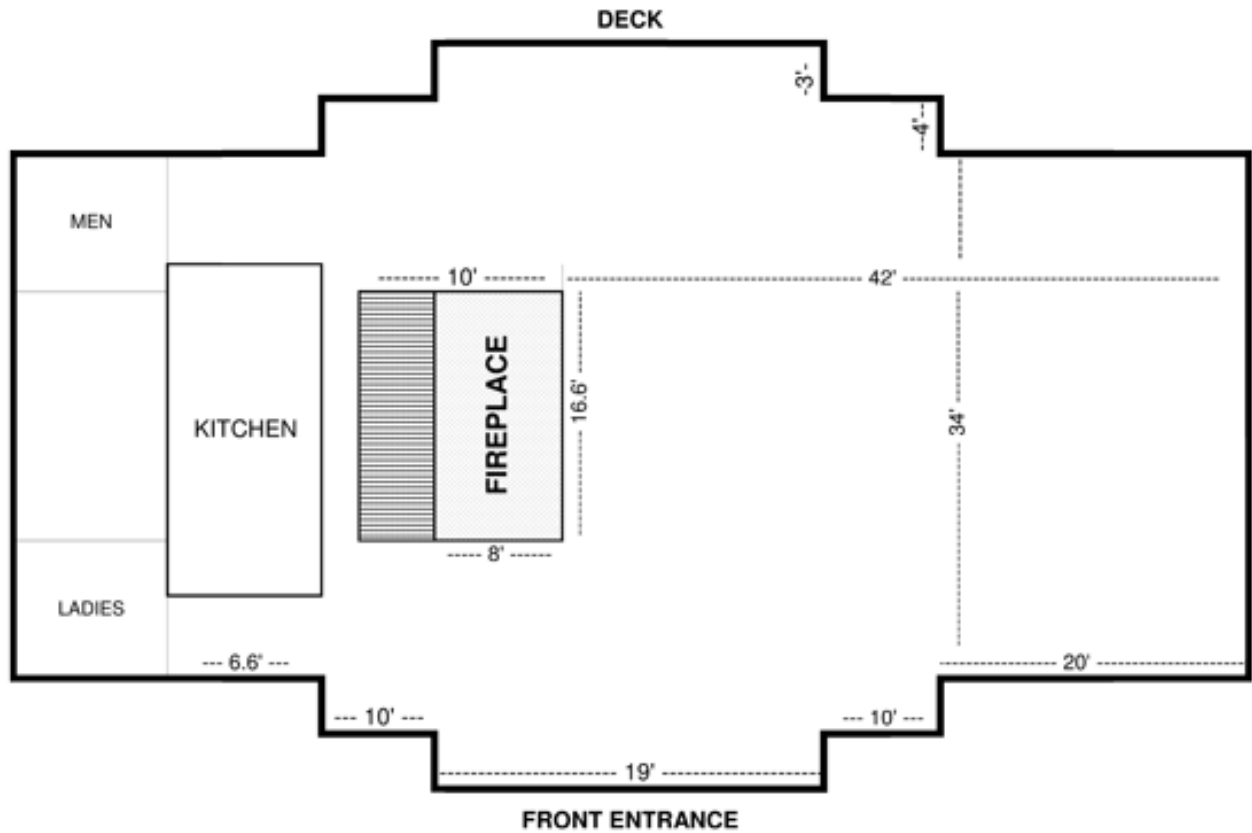 DECK
3'
4'
MEN
10'
42'
FIREPLACE
16.6'
34'
KITCHEN
8'
LADIES
6.6'
20'
10'
10'
19'
FRONT ENTRANCE